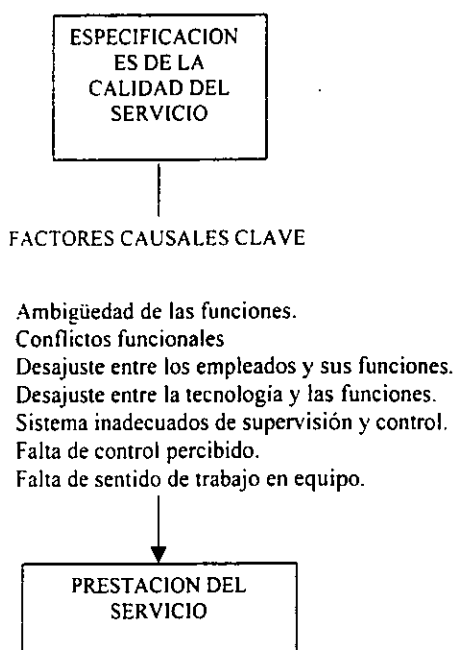 ESPECIFICACION
ES DE LA
CALIDAD DEL
SERVICIO
FACTORES CAUSALES CLAVE
Ambigüedad de las funciones.
Conflictos funcionales
Desajuste entre los empleados y sus funciones.
Desajuste entre la tecnología y las funciones.
Sistema inadecuados de supervisión y control.
Falta de control percibido.
Falta de sentido de trabajo en equipo.
PRESTACION DEL
SERVICIO